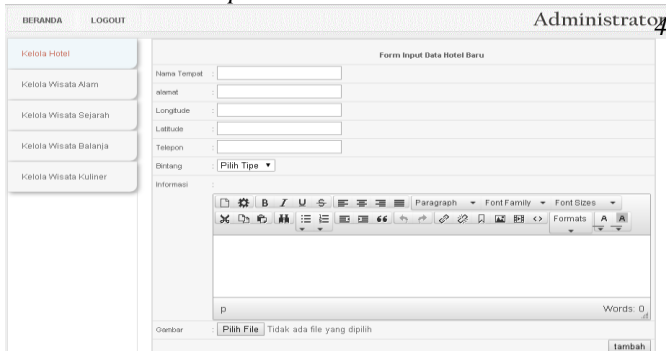 BERANDA LOGOUT Administrator
4
Kelola Hotel
Kelola Wisata Alam
Kelola Wisata Sejarah
Kelola Wisata Balanja
Kelola Wisata Kuliner
Form Input Data Hotel Baru
Nama Tempat :
alamat :
Longitude :
Latitude :
Telepon :
Bintang : Pilih Tipe
Informasi :
B I U S Paragraph Font Family Font Sizes
Formats A A
p Words: 0
Gambar : Pilih File Tidak ada file yang dipilih
tambah